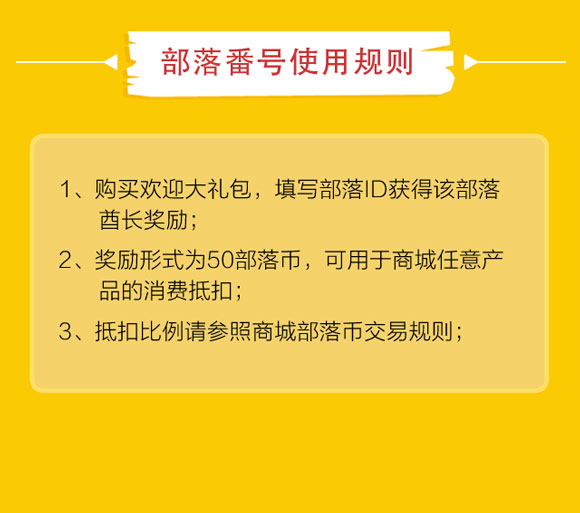 部落番号使用规则
1、购买欢迎大礼包，填写部落ID获得该部落
酋长奖励；
2、奖励形式为50部落币，可用于商城任意产
品的消费抵扣；
3、抵扣比例请参照商城部落币交易规则；